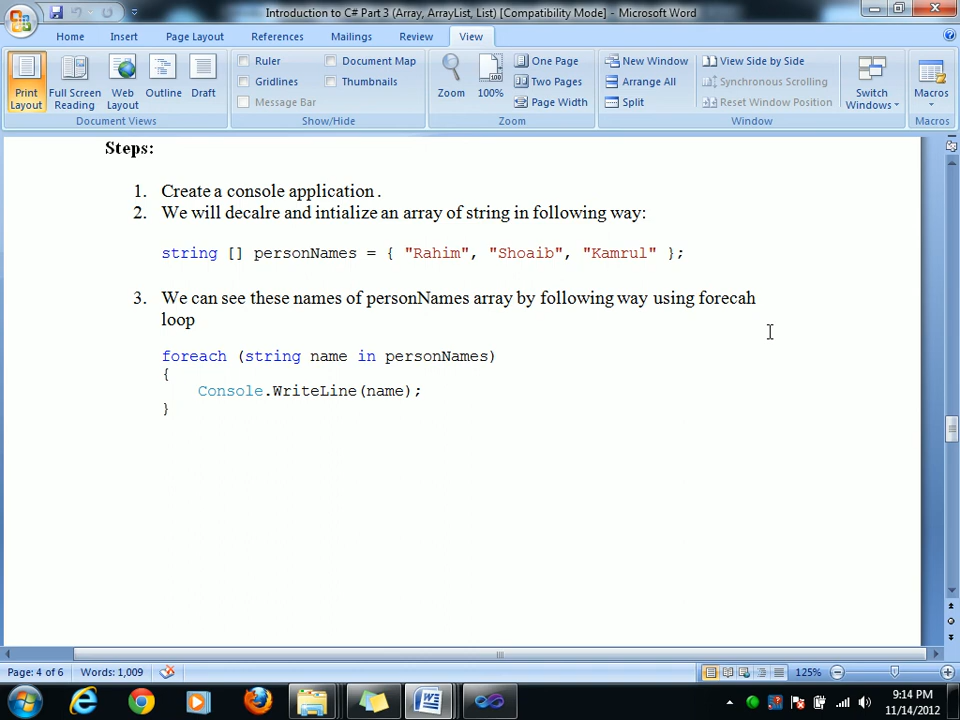 Introduction to C# Part 3 (Array, ArrayList, List) [Compatibility Mode] - Microsoft Word
Home Insert Page Layout References Mailings Review View
Print Layout
Full Screen Reading
Web Layout
Outline
Draft
Document Views
Ruler
Gridlines
Message Bar
Document Map
Thumbnails
Show/Hide
Zoom
100
100%
One Page
Two Pages
Page Width
Zoom
New Window
Arrange All
Split
View Side by Side
Synchronous Scrolling
Reset Window Position
Switch Windows
Window
Macros
Macros
Steps:
1. Create a console application .
2. We will decalre and intialize an array of string in following way:
string [] personNames = { "Rahim", "Shoaib", "Kamrul" };
3. We can see these names of personNames array by following way using forecah
loop
foreach (string name in personNames)
{
Console.WriteLine(name);
}
Page: 4 of 6 Words: 1,009 125%
9:14 PM
11/14/2012